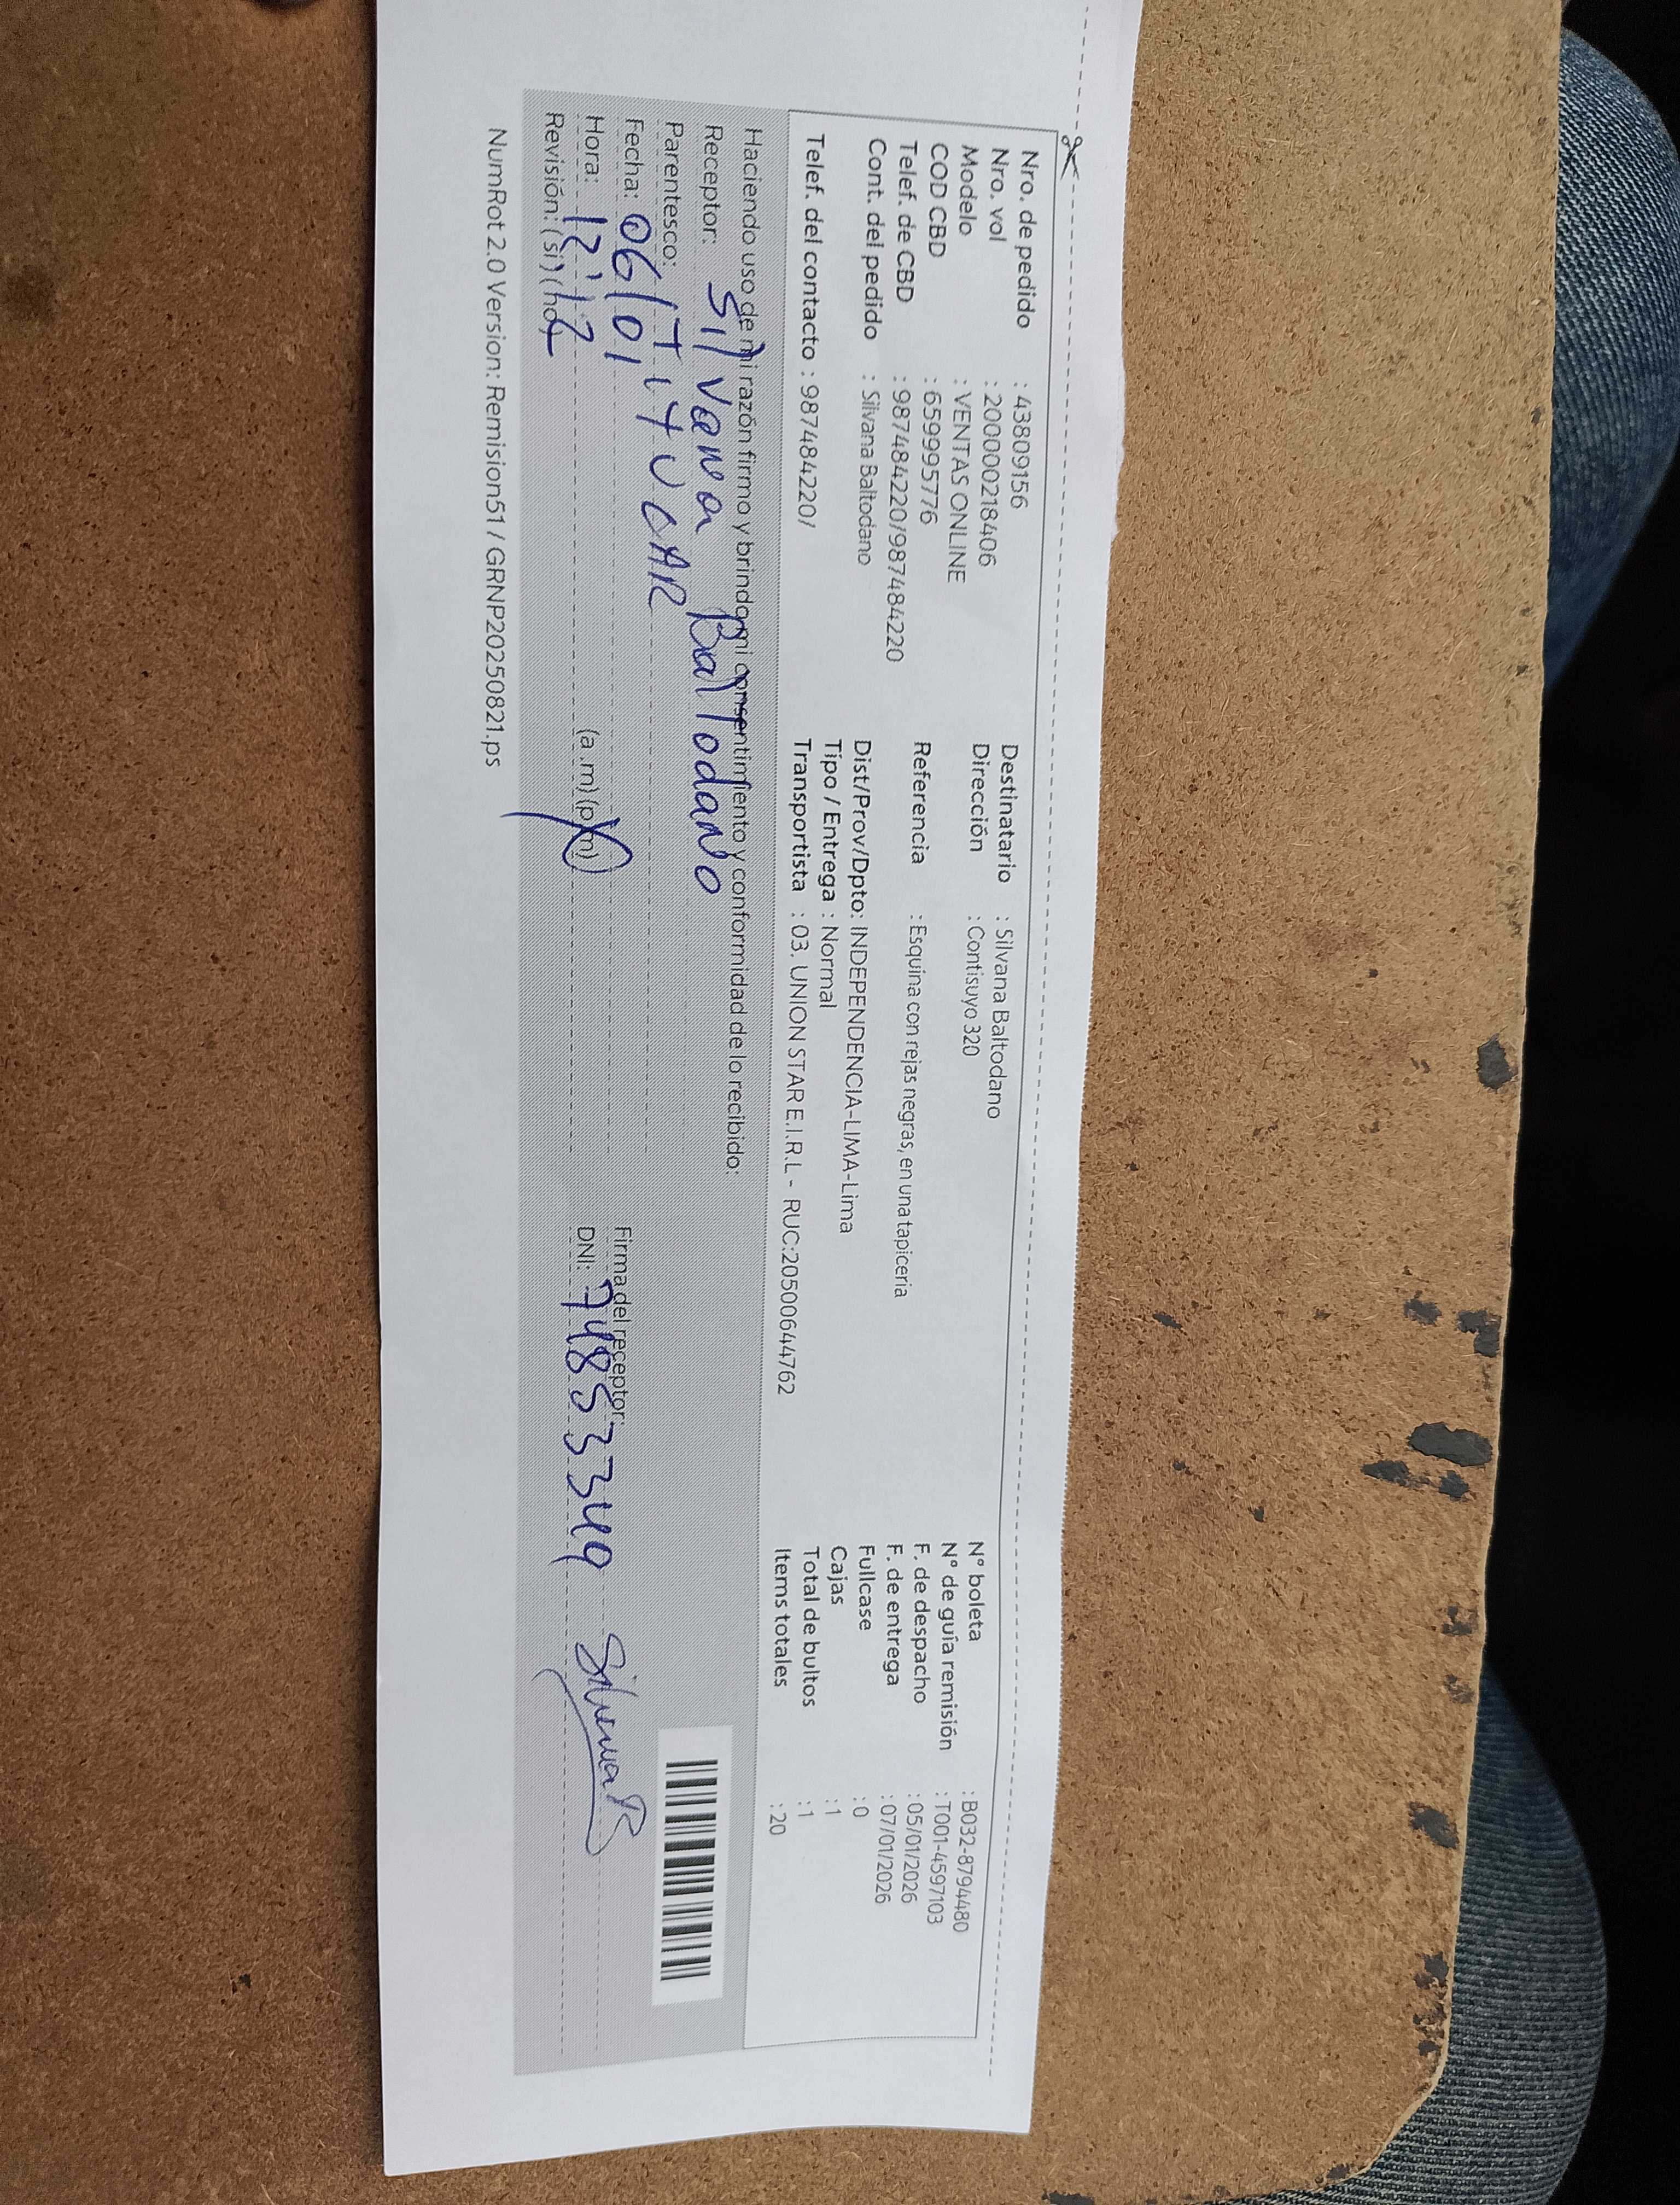 Nro. de pedido : 43809156
Nro. vol : 2000000218406
Modelo : VENTAS ONLINE
COD CBD : 659995776
Telef. de CBD : 987484220/987484220
Cont. del pedido : Silvana Baltodano
Telef. del contacto : 987484220/
Destinatario : Silvana Baltodano
Dirección : Contisuyo 320
Referencia : Esquina con rejas negras, en una tapiceria
Dist/Prov/Dpto: INDEPENDENCIA-LIMA-Lima
Tipo / Entrega : Normal
Transportista : 03. UNION STAR E.I.R.L - RUC:20500644762
N° boleta : B032-8794480
N° de guía remisión : T001-4597103
F. de despacho : 05/01/2026
F. de entrega : 07/01/2026
Fullcase : 0
Cajas : 1
Total de bultos : 1
Items totales : 20
Haciendo uso de mi razón firmo y brindo mi consentimiento y conformidad de lo recibido:
Receptor: Silvana Baltodano
Parentesco: TITUCAR
Fecha: 06/01
Hora: 12:12 (a.m) (p.m)
Revisión: (si) (no)
Firma del receptor:
DNI: 74853349
NumRot 2.0 Version: Remision51 / GRNP20250821.ps